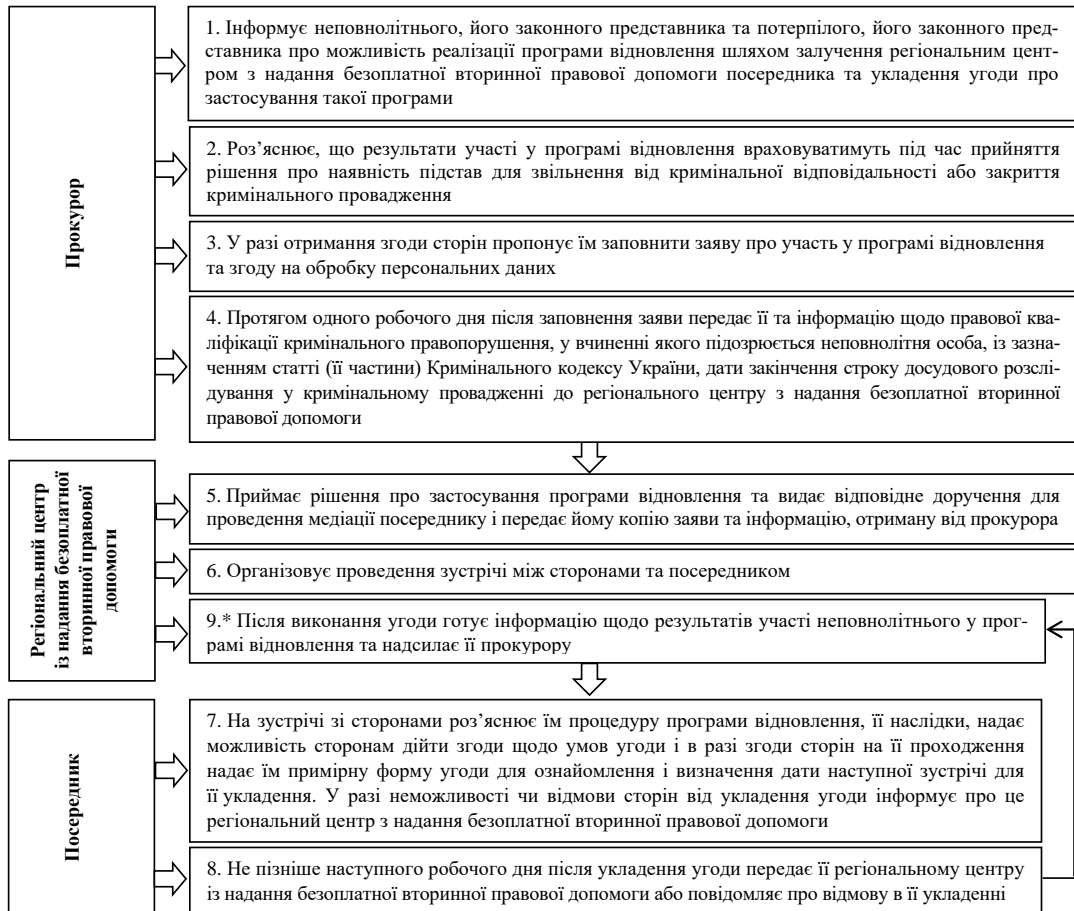 Прокурор
1. Інформує неповнолітнього, його законного представника та потерпілого, його законного пред-
ставника про можливість реалізації програми відновлення шляхом залучення регіональним цент-
ром з надання безоплатної вторинної правової допомоги посередника та укладення угоди про
застосування такої програми
2. Роз’яснює, що результати участі у програмі відновлення враховуватимуть під час прийняття
рішення про наявність підстав для звільнення від кримінальної відповідальності або закриття
кримінального провадження
3. У разі отримання згоди сторін пропонує їм заповнити заяву про участь у програмі відновлення
та згоду на обробку персональних даних
4. Протягом одного робочого дня після заповнення заяви передає її та інформацію щодо правової ква-
ліфікації кримінального правопорушення, у вчиненні якого підозрюється неповнолітня особа, із зазна-
ченням статті (її частини) Кримінального кодексу України, дати закінчення строку досудового розслі-
дування у кримінальному провадженні до регіонального центру з надання безоплатної вторинної
правової допомоги
Регіональний центр
із надання безоплатної
вторинної правової
допомоги
5. Приймає рішення про застосування програми відновлення та видає відповідне доручення для
проведення медіації посереднику і передає йому копію заяви та інформацію, отриману від прокурора
6. Організовує проведення зустрічі між сторонами та посередником
9.* Після виконання угоди готує інформацію щодо результатів участі неповнолітнього у прог-
рамі відновлення та надсилає її прокурору
Посередник
7. На зустрічі зі сторонами роз’яснює їм процедуру програми відновлення, її наслідки, надає
можливість сторонам дійти згоди щодо умов угоди і в разі згоди сторін на її проходження
надає їм примірну форму угоди для ознайомлення і визначення дати наступної зустрічі для
її укладення. У разі неможливості чи відмови сторін від укладення угоди інформує про це
регіональний центр з надання безоплатної вторинної правової допомоги
8. Не пізніше наступного робочого дня після укладення угоди передає її регіональному центру
із надання безоплатної вторинної правової допомоги або повідомляє про відмову в її укладенні